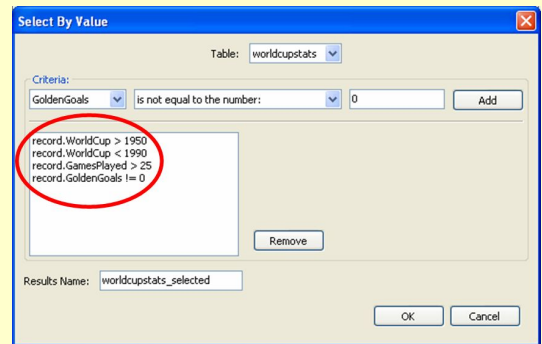 Select By Value
Table: worldcupstats
Criteria:
GoldenGoals is not equal to the number: 0 Add
record.WorldCup > 1950
record.WorldCup < 1990
record.GamesPlayed > 25
record.GoldenGoals != 0
Remove
Results Name: worldcupstats_selected
OK Cancel